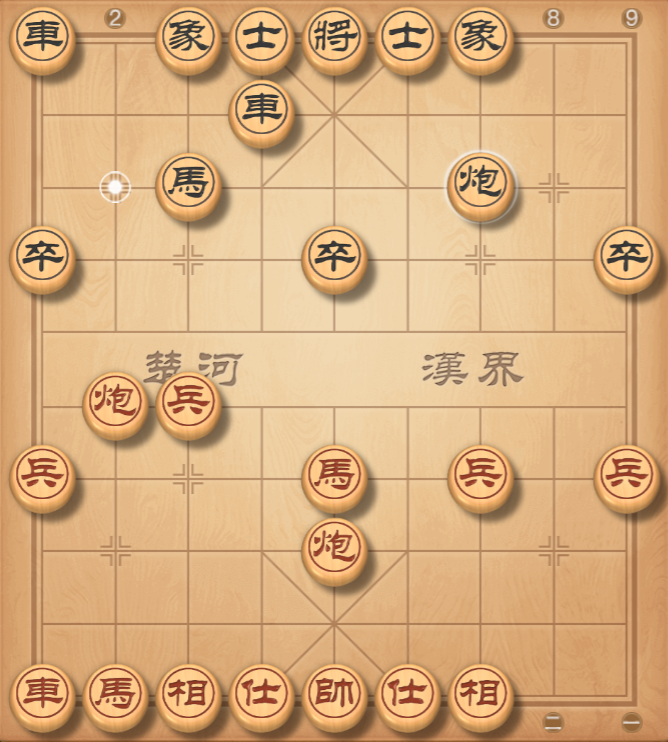 2 8 9
車 象 士 將 士 象
車
馬 炮
卒 卒 卒
楚河 漢界
炮 兵
兵 馬 兵 兵
炮
車 馬 相 仕 帥 仕 相
二 一